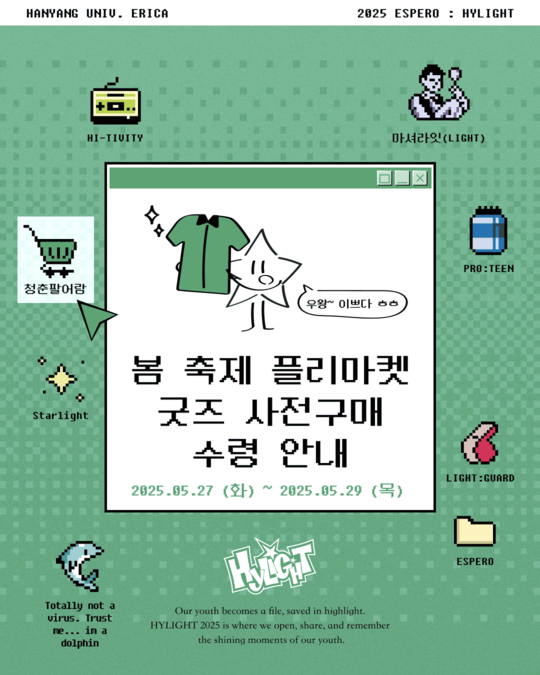 HANYANG UNIV. ERICA
2025 ESPERO : HYLIGHT
HI-TIVITY
마셔라잇(LIGHT)
PRO:TEEN
청춘팔어랑
우왕~ 이쁘다 ㅎㅎ
봄 축제 플리마켓
굿즈 사전구매
수령 안내
2025.05.27 (화) ~ 2025.05.29 (목)
Starlight
LIGHT:GUARD
ESPERO
Totally not a
virus. Trust
me... im a
dolphin
HYLIGHT
Our youth becomes a file, saved in highlight.
HYLIGHT 2025 is where we open, share, and remember
the shining moments of our youth.